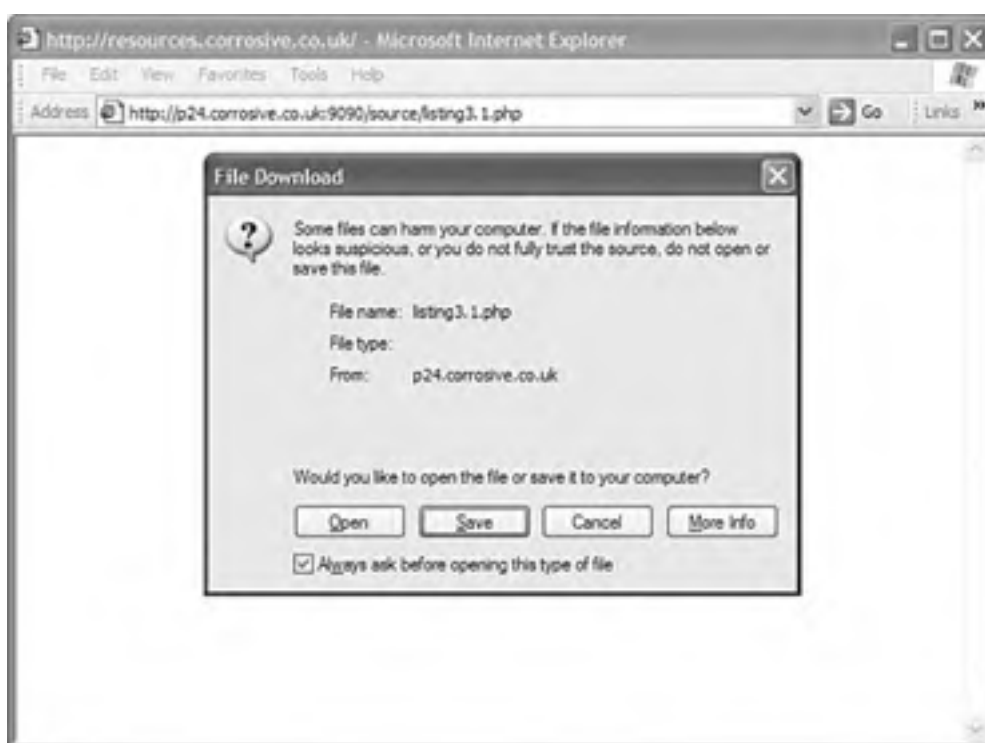 http://resources.corrosive.co.uk/ - Microsoft Internet Explorer
File Edit View Favorites Tools Help
Address http://p24.corrosive.co.uk:9090/source/listing3.1.php Go Links »
File Download
Some files can harm your computer. If the file information below
looks suspicious, or you do not fully trust the source, do not open or
save this file.
File name: listing3.1.php
File type:
From: p24.corrosive.co.uk
Would you like to open the file or save it to your computer?
Open Save Cancel More Info
Always ask before opening this type of file